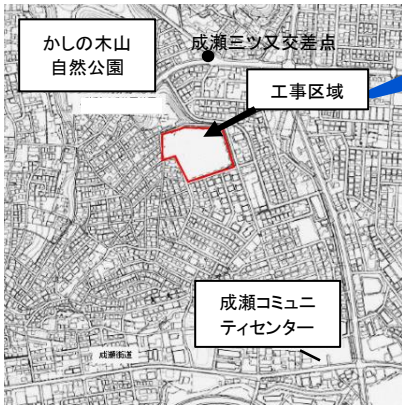 かしの木山
自然公園
成瀬三ツ又交差点
工事区域
成瀬コミュニ
ティセンター
成瀬街道